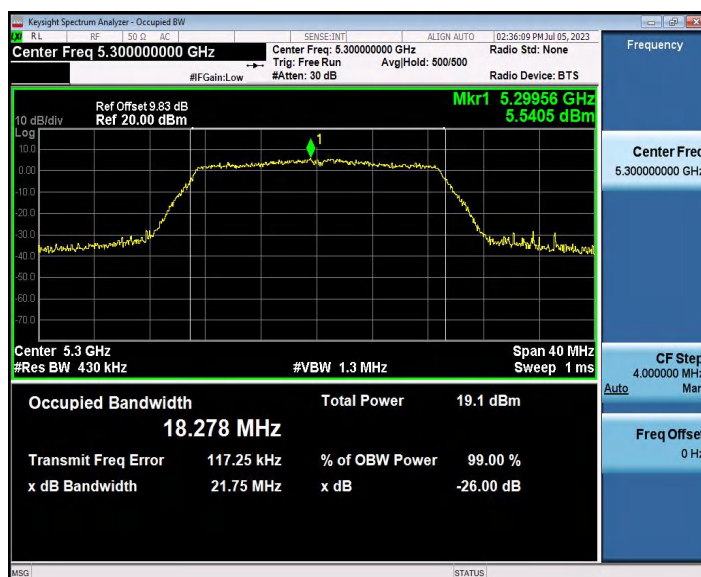 Keysight Spectrum Analyzer - Occupied BW
LXI RL RF 50 Ω AC SENSE:INT ALIGN AUTO 02:36:09 PM Jul 05, 2023
Center Freq 5.300000000 GHz
Center Freq: 5.300000000 GHz Radio Std: None
Trig: Free Run Avg|Hold: 500/500
#IFGain:Low #Atten: 30 dB Radio Device: BTS
Frequency
Ref Offset 9.83 dB Mkr1 5.29956 GHz
10 dB/div Ref 20.00 dBm 5.5405 dBm
Log
1
10.0
0.00
-10.0
-20.0
-30.0
-40.0
-50.0
-60.0
-70.0
Center Freq
5.300000000 GHz
Center 5.3 GHz Span 40 MHz
#Res BW 430 kHz #VBW 1.3 MHz Sweep 1 ms
CF Step
4.000000 MHz
Auto Man
Occupied Bandwidth Total Power 19.1 dBm
18.278 MHz
Freq Offset
0 Hz
Transmit Freq Error 117.25 kHz % of OBW Power 99.00 %
x dB Bandwidth 21.75 MHz x dB -26.00 dB
MSG STATUS